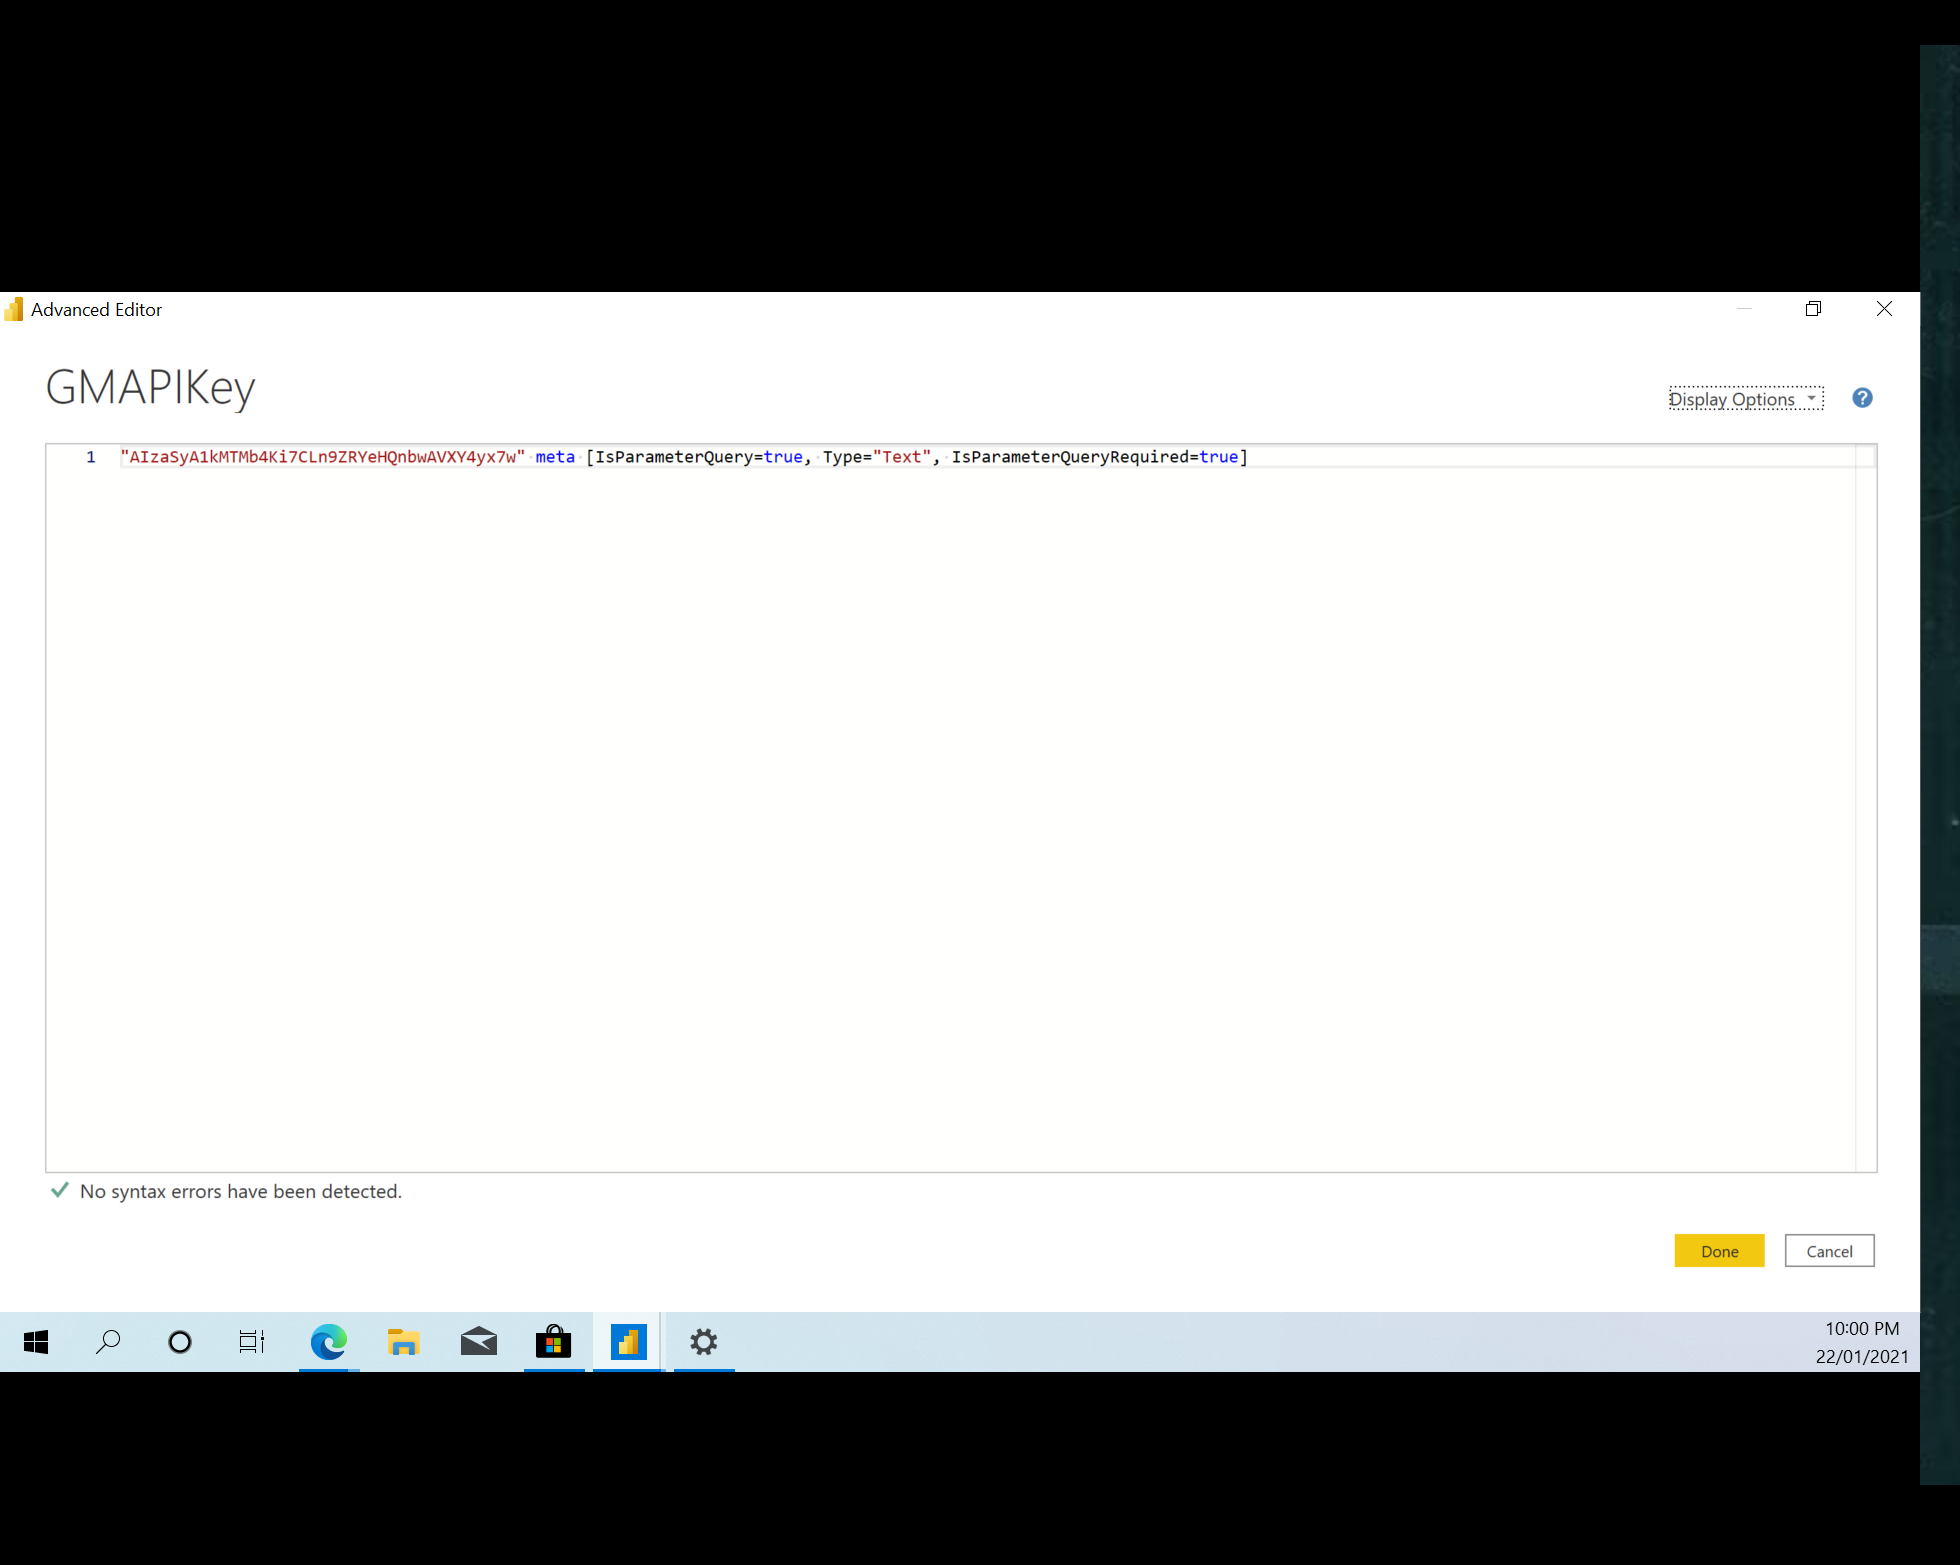 Advanced Editor
GMAPIKey
Display Options
?
1 "AIzaSyA1kMTMb4Ki7CLn9ZRYeHQnbwAVXY4yx7w" meta [IsParameterQuery=true, Type="Text", IsParameterQueryRequired=true]
No syntax errors have been detected.
Done Cancel
10:00 PM
22/01/2021